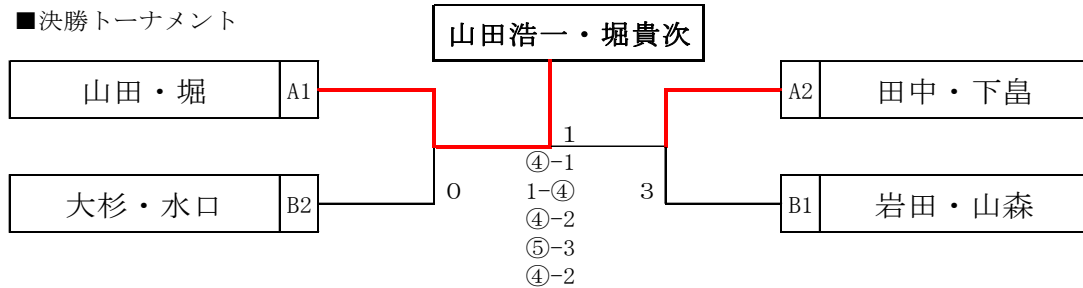 ■決勝トーナメント
山田浩一・堀貴次
山田・堀 A1
A2 田中・下畠
1
④-1
0 1-④ 3
大杉・水口 B2
B1 岩田・山森
④-2
⑤-3
④-2